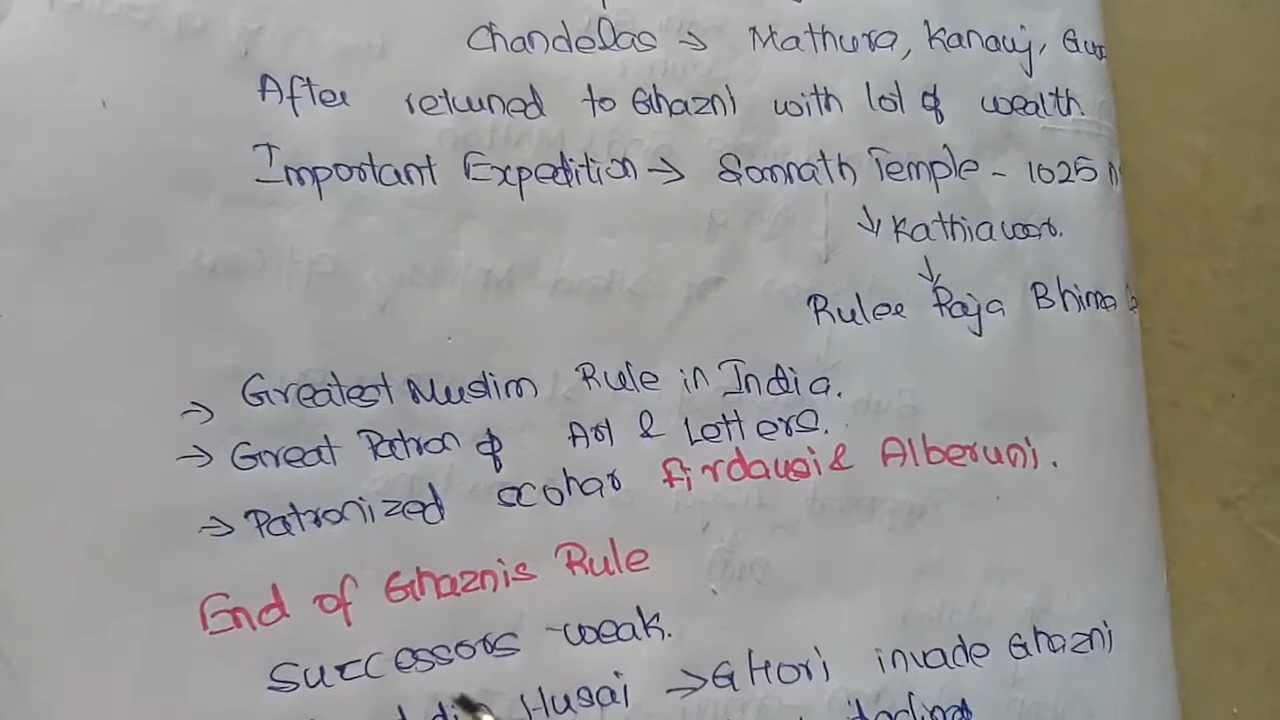 Chandelas → Mathura, Kanauj,
After retuned to Ghazni with lot of wealth.
Important Expedition → Somnath Temple - 1025
↓ Kathiawar.
↓
Ruler Raja Bhima
→ Greatest Muslim Rule in India.
→ Great Patron of Art & Letters.
→ Patronized scohar Firdausi & Alberuni.
End of Ghaznis Rule
Successors - weak.
Husai → GHori invade Ghazni